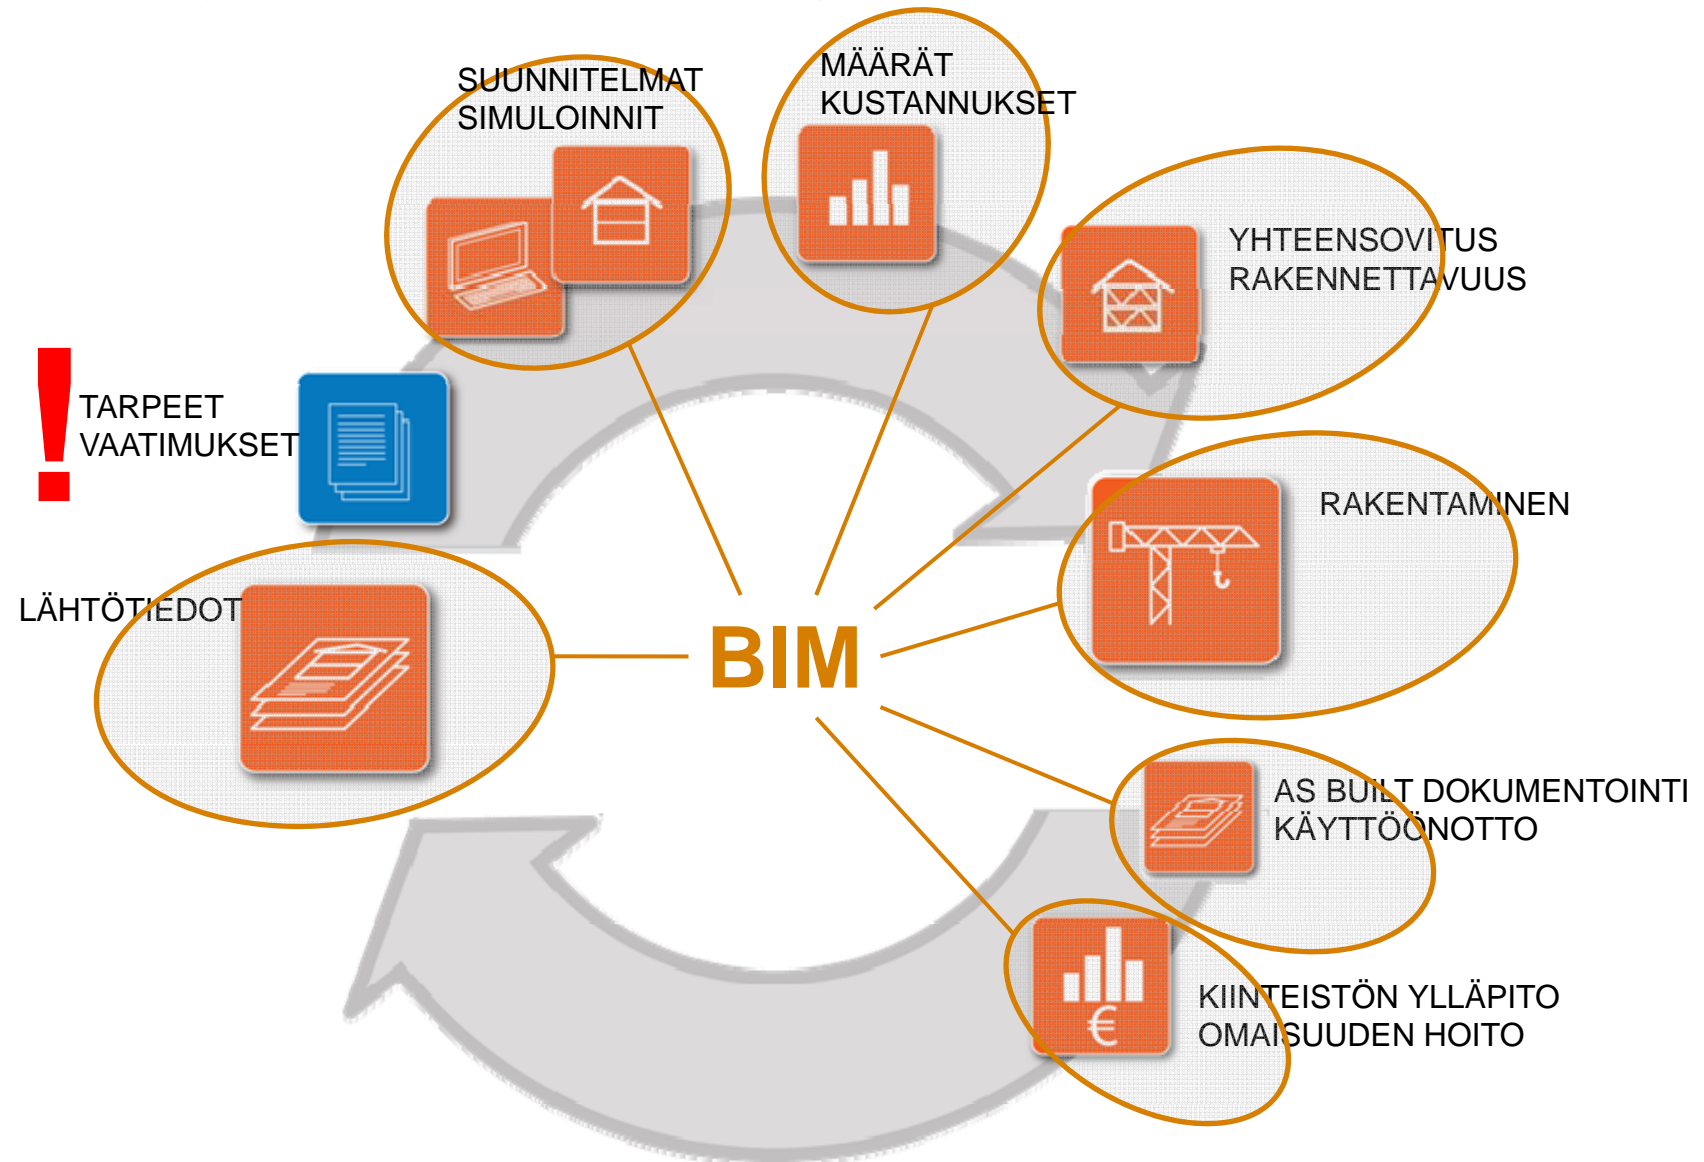 SUUNNITELMAT
SIMULOINNIT
MÄÄRÄT
KUSTANNUKSET
YHTEENSOVITUS
RAKENNETTAVUUS
!
TARPEET
VAATIMUKSET
RAKENTAMINEN
LÄHTÖTIEDOT
BIM
AS BUILT DOKUMENTOINTI
KÄYTTÖÖNOTTO
€
KIINTEISTÖN YLLÄPITO
OMAISUUDEN HOITO